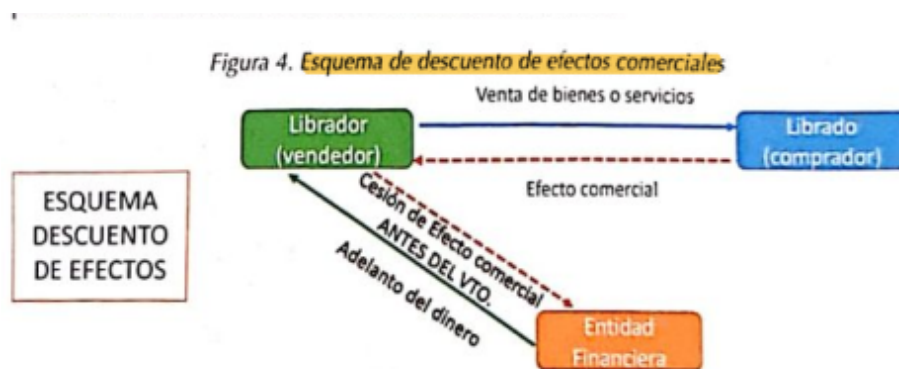 Figura 4. Esquema de descuento de efectos comerciales
Venta de bienes o servicios
Librador
(vendedor)
Librado
(comprador)
Efecto comercial
ESQUEMA
DESCUENTO
DE EFECTOS
Cesión de Efecto comercial
ANTES DEL VTO.
Adelanto del dinero
Entidad
Financiera